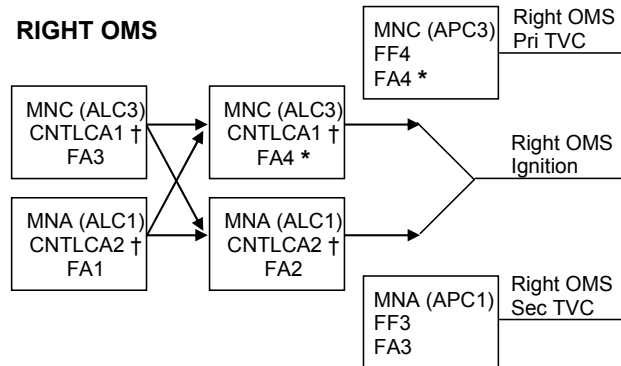 RIGHT OMS
MNC (APC3)
FF4
FA4 *
Right OMS
Pri TVC
MNC (ALC3)
CNTLCA1 †
FA3
MNC (ALC3)
CNTLCA1 †
FA4 *
Right OMS
Ignition
MNA (ALC1)
CNTLCA2 †
FA1
MNA (ALC1)
CNTLCA2 †
FA2
MNA (APC1)
FF3
FA3
Right OMS
Sec TVC